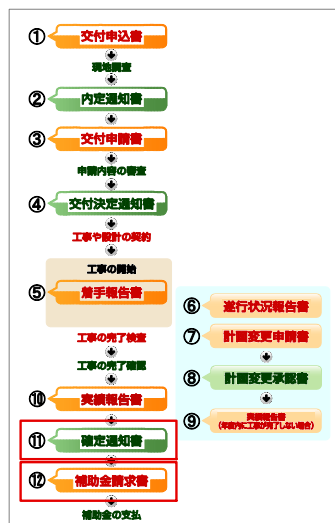 ① 交付申込書
現地調査
② 内定通知書
③ 交付申請書
申請内容の審査
④ 交付決定通知書
工事や設計の契約
工事の開始
⑤ 着手報告書
工事の完了検査
工事の完了確認
⑩ 実績報告書
⑪ 確定通知書
⑫ 補助金請求書
補助金の支払
⑥ 遂行状況報告書
⑦ 計画変更申請書
⑧ 計画変更承認書
⑨ 実績報告書
(年度内に工事が完了しない場合)